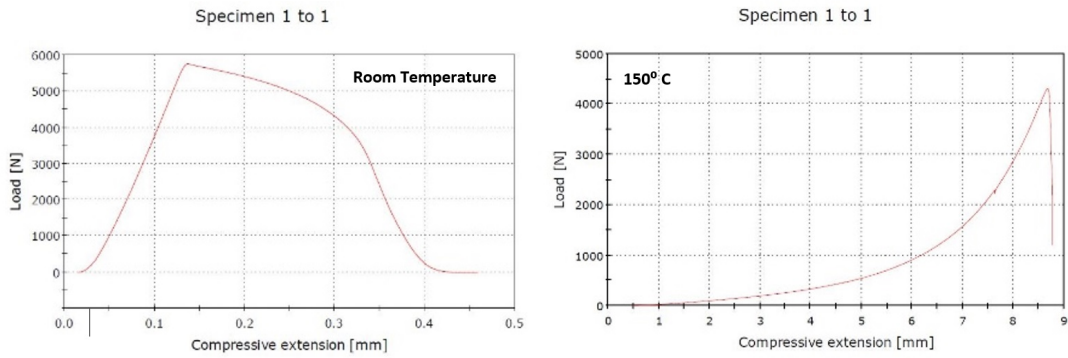 Specimen 1 to 1
6000
5000
4000
3000
2000
1000
0
Load [N]
Room Temperature
0.0 0.1 0.2 0.3 0.4 0.5
Compressive extension [mm]
Specimen 1 to 1
5000
4000
3000
2000
1000
0
Load [N]
150⁰ C
0 1 2 3 4 5 6 7 8 9
Compressive extension [mm]